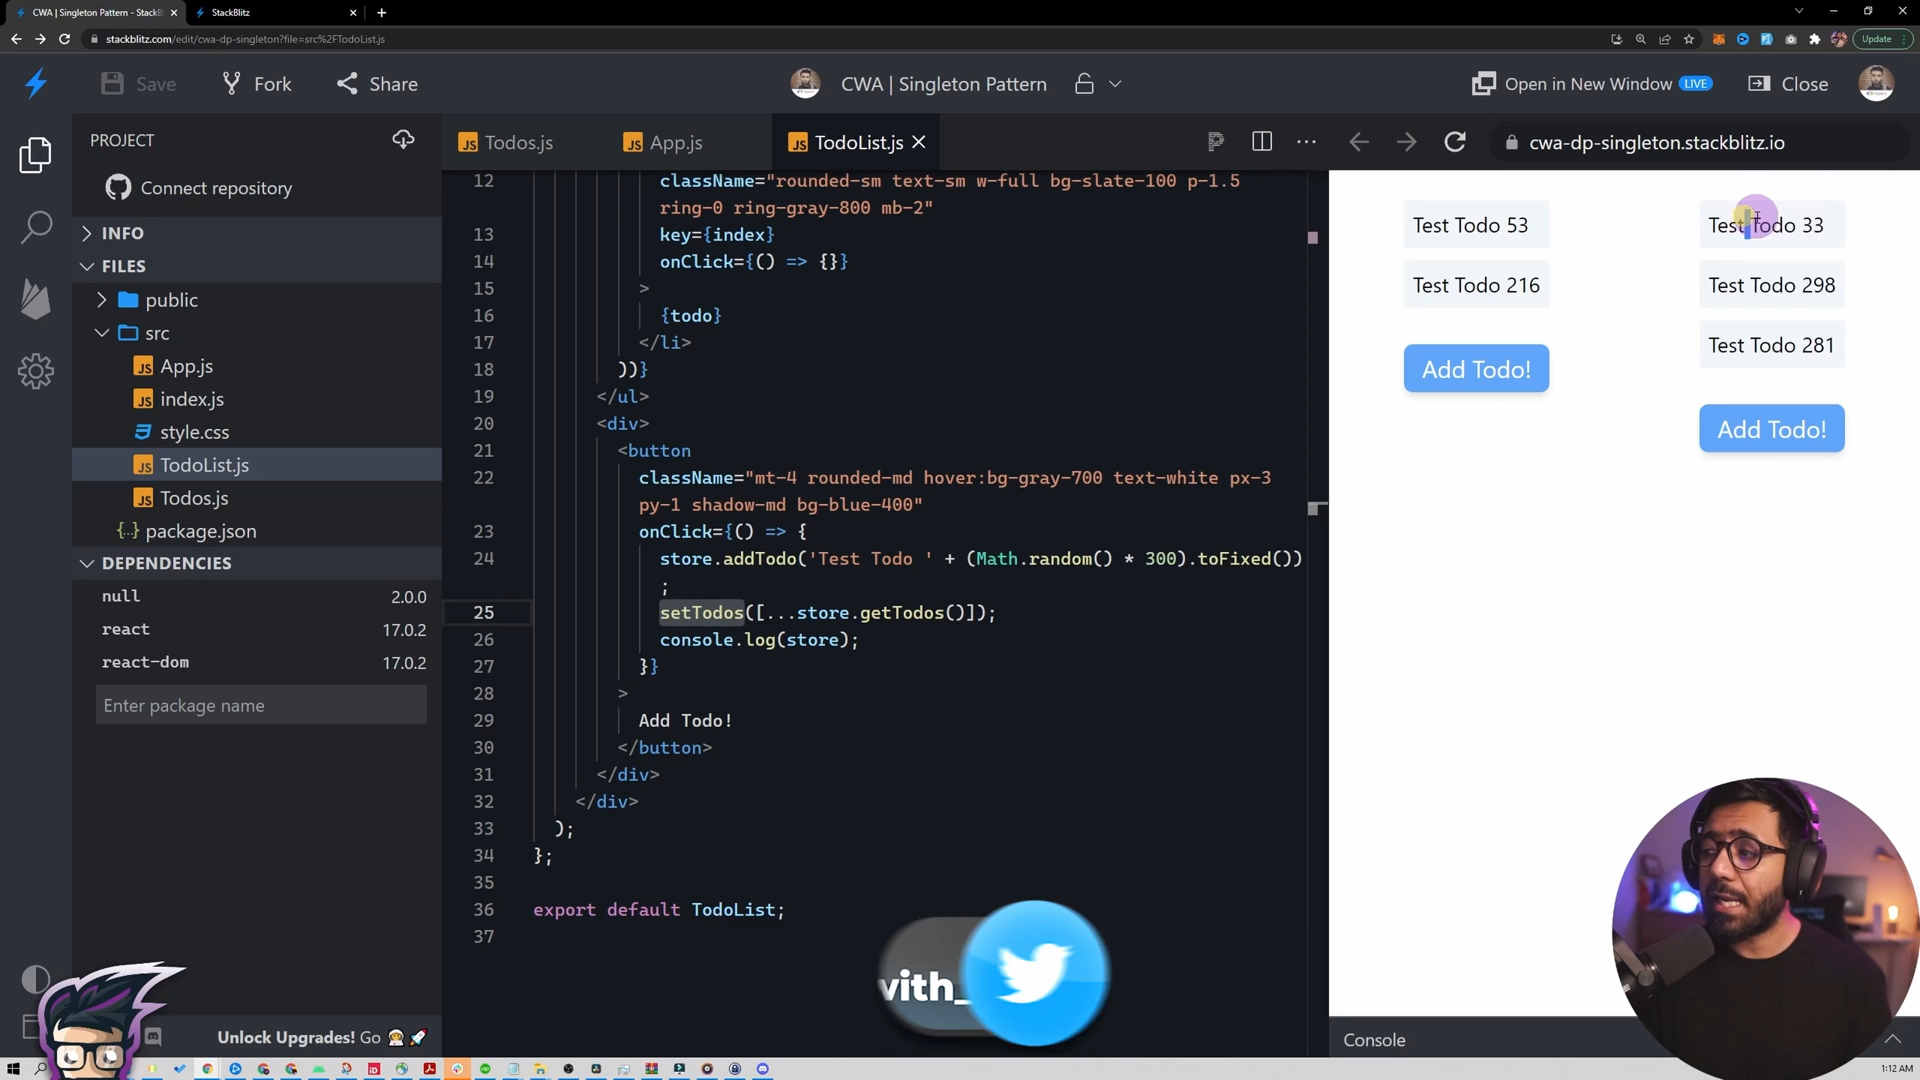 CWA | Singleton Pattern - StackB
StackBlitz
stackblitz.com/edit/cwa-dp-singleton?file=src%2FTodoList.js
Update
Save
Fork
Share
CWA | Singleton Pattern
Open in New Window LIVE
Close
PROJECT
Connect repository
INFO
FILES
public
src
App.js
index.js
style.css
TodoList.js
Todos.js
package.json
DEPENDENCIES
null 2.0.0
react 17.0.2
react-dom 17.0.2
Enter package name
Unlock Upgrades! Go
Todos.js
App.js
TodoList.js
12 className="rounded-sm text-sm w-full bg-slate-100 p-1.5
ring-0 ring-gray-800 mb-2"
13 key={index}
14 onClick={() => {}}
15 >
16 {todo}
17 </li>
18 ))}
19 </ul>
20 <div>
21 <button
22 className="mt-4 rounded-md hover:bg-gray-700 text-white px-3
py-1 shadow-md bg-blue-400"
23 onClick={() => {
24 store.addTodo('Test Todo ' + (Math.random() * 300).toFixed())
;
25 setTodos([...store.getTodos()]);
26 console.log(store);
27 }}
28 >
29 Add Todo!
30 </button>
31 </div>
32 </div>
33 );
34 };
35
36 export default TodoList;
37
with_
cwa-dp-singleton.stackblitz.io
Test Todo 53
Test Todo 216
Add Todo!
Test Todo 33
Test Todo 298
Test Todo 281
Add Todo!
Console
1:12 AM